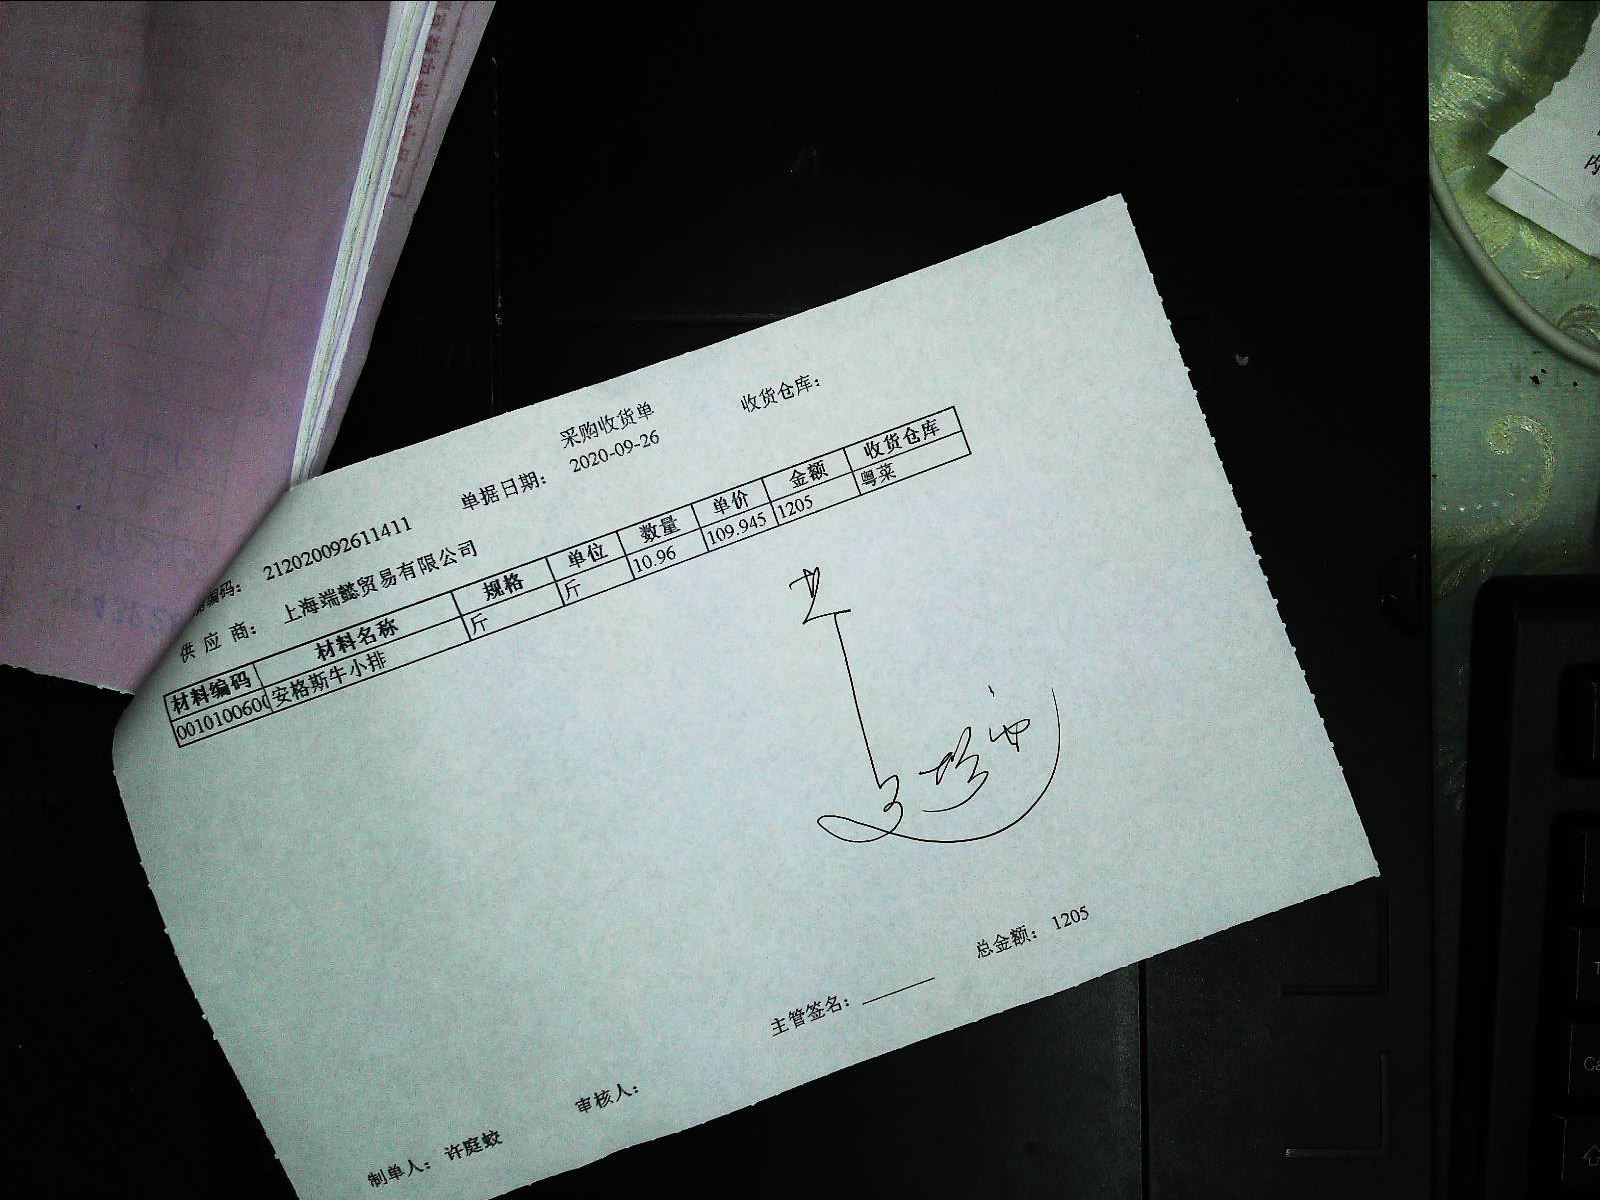 采购收货单
收货仓库:
编码: 212020092611411
单据日期: 2020-09-26
供应商: 上海端懿贸易有限公司
材料编码 材料名称 规格 单位 数量 单价 金额 收货仓库
0010100600 安格斯牛小排 斤 斤 10.96 109.945 1205 粤菜
总金额: 1205
主管签名:
审核人:
制单人: 许庭蛟